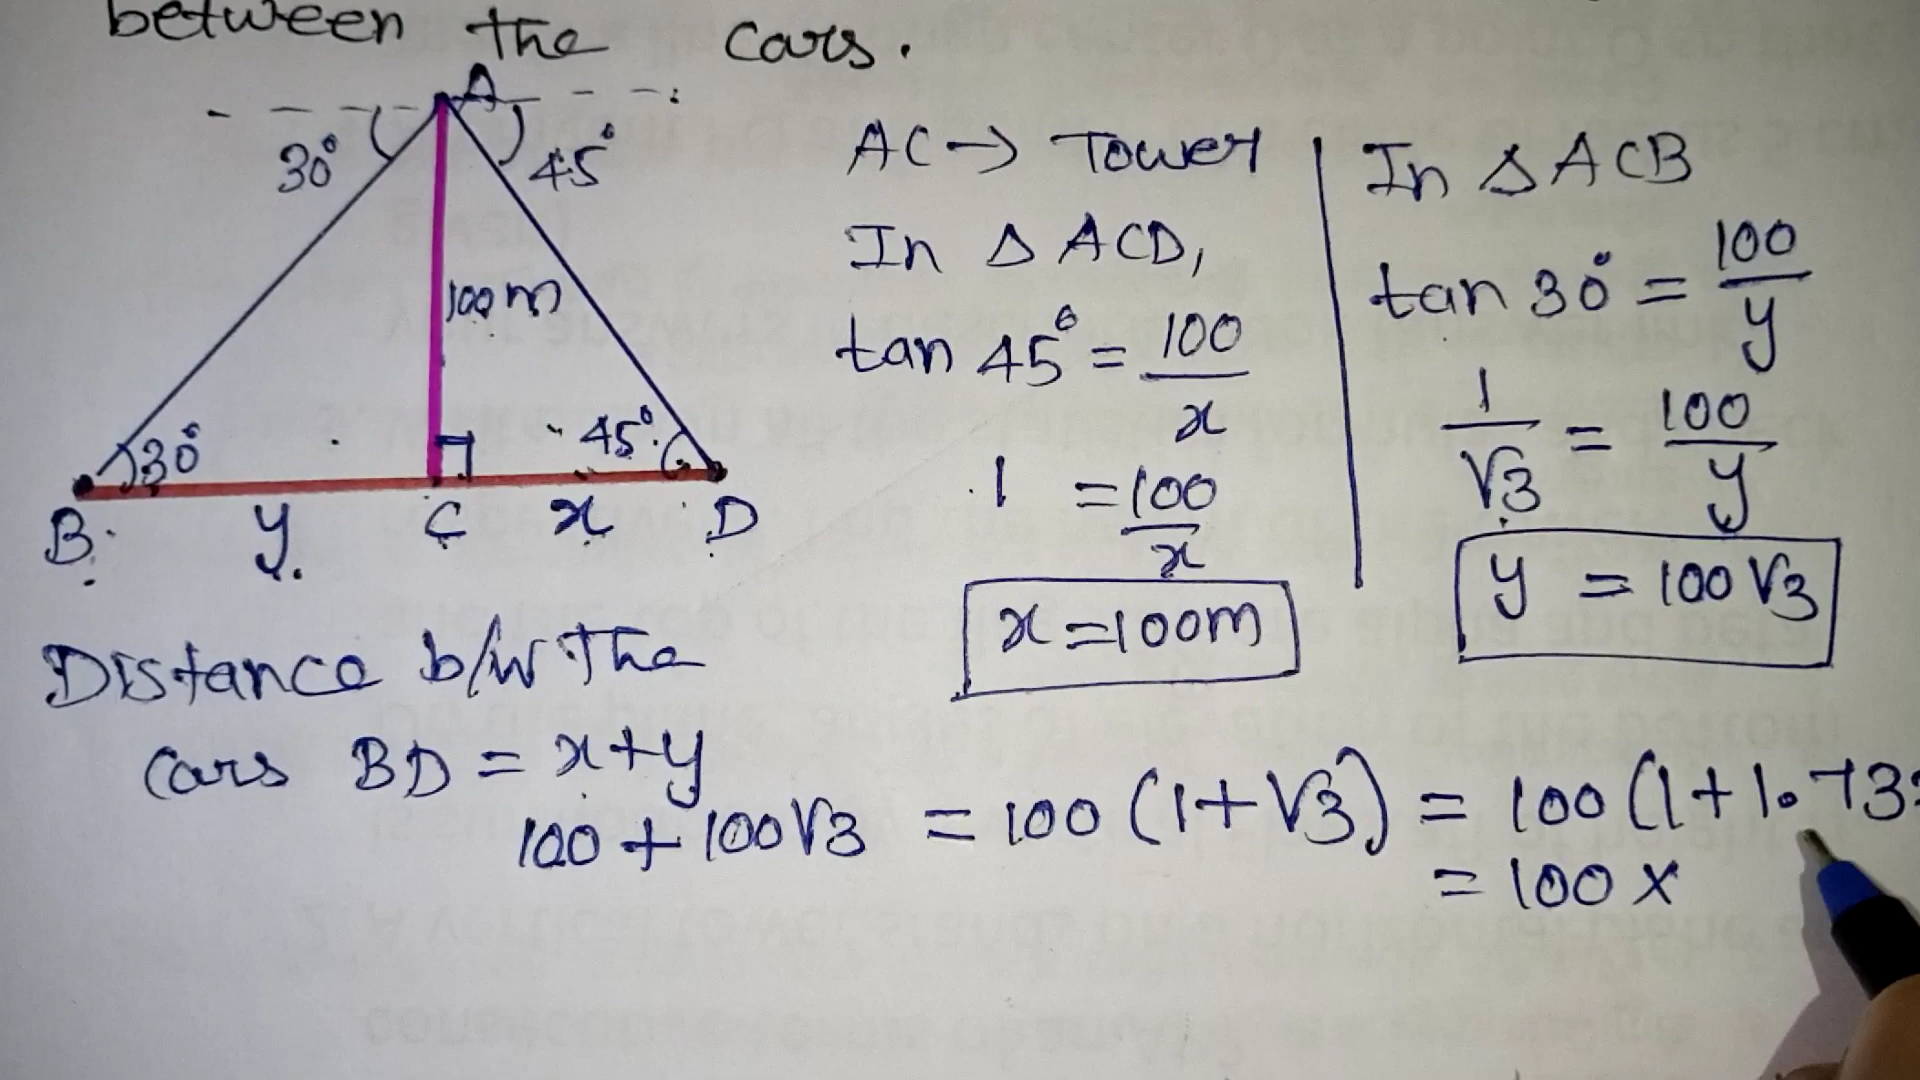 between the cars.
A
30° 45°
100m
30° 45°
B y C x D
AC → Tower
In Δ ACD,
tan 45° = 100/x
1 = 100/x
x = 100m
In Δ ACB
tan 30° = 100/y
1/√3 = 100/y
y = 100√3
Distance b/w the
cars BD = x+y
100 + 100√3 = 100 (1+√3) = 100 (1+1.73
= 100 ×